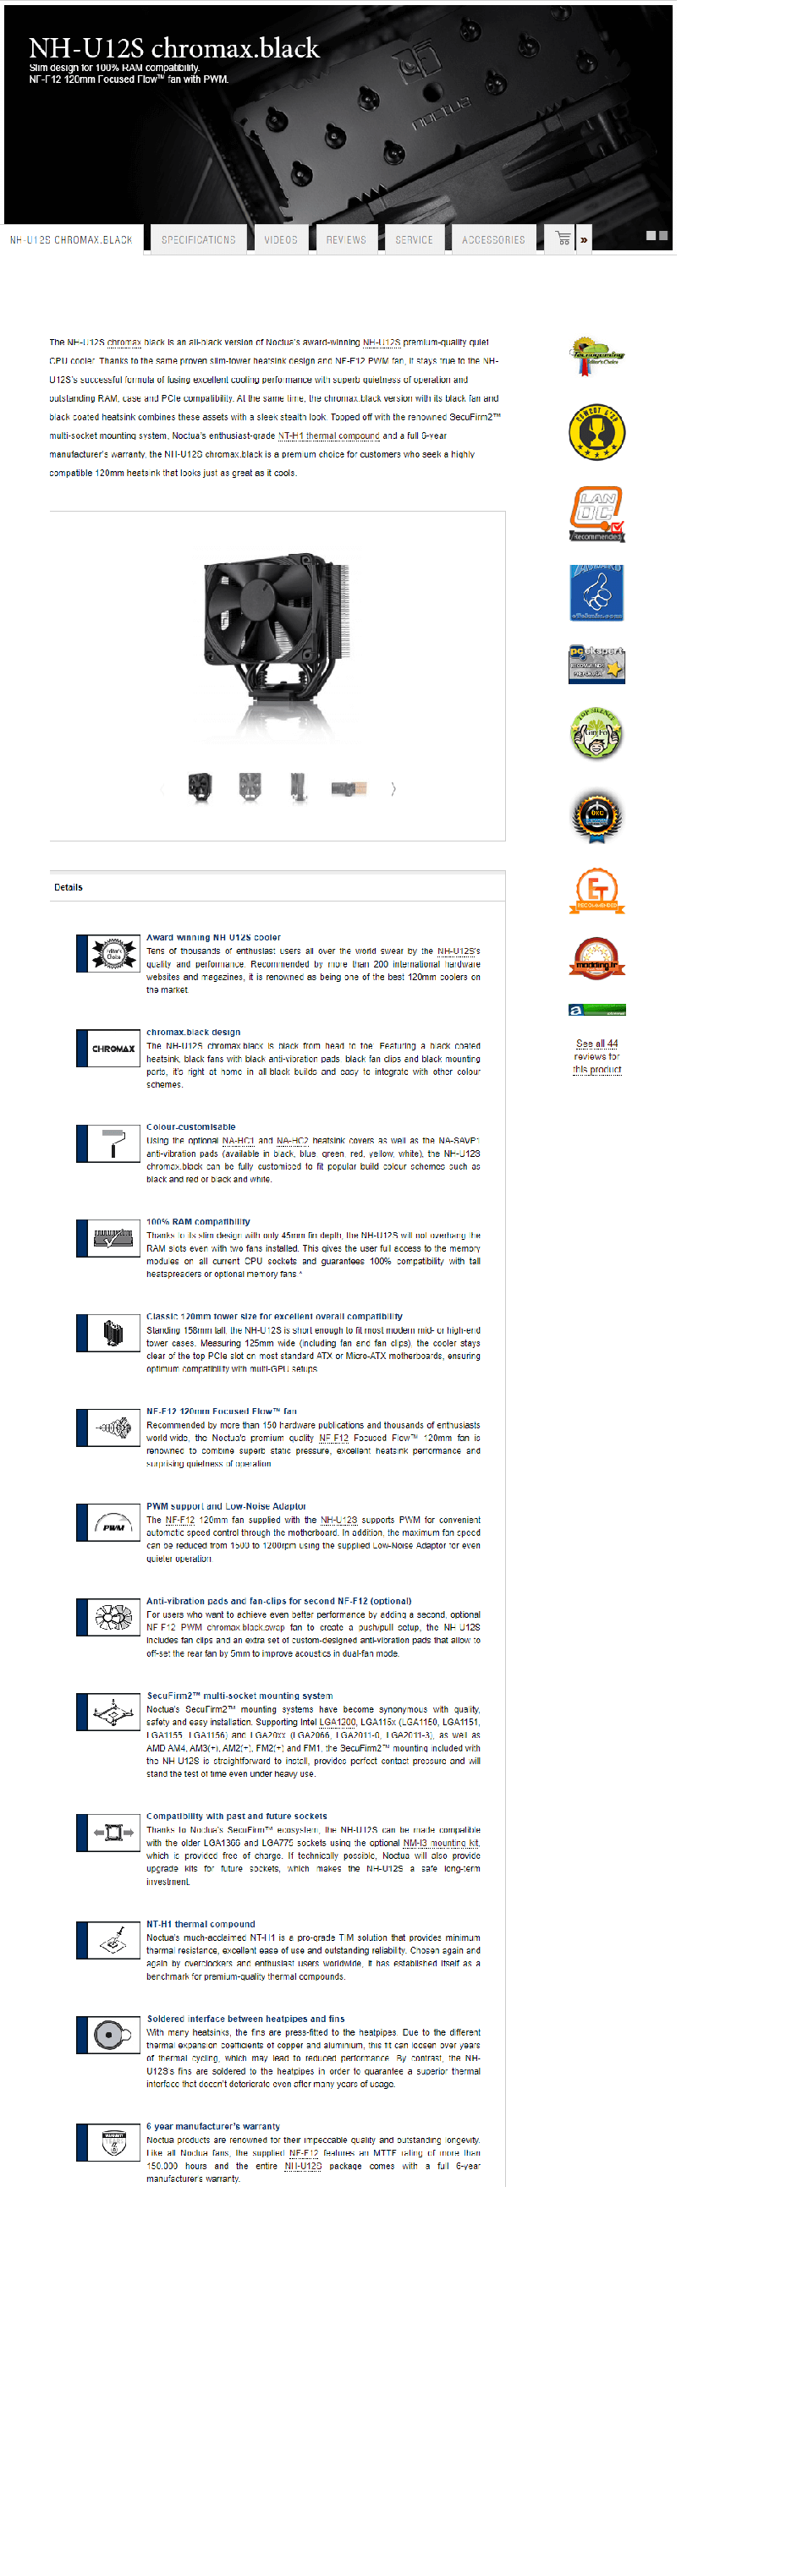 NH-U12S chromax.black
Slim design for 100% RAM compatibility.
NF-F12 120mm Focused Flow™ fan with PWM.
noctua
NH-U12S CHROMAX.BLACK
SPECIFICATIONS
VIDEOS
REVIEWS
SERVICE
ACCESSORIES
»
The NH-U12S chromax.black is an all-black version of Noctua's award-winning NH-U12S premium-quality quiet
CPU cooler. Thanks to the same proven slim-tower heatsink design and NF-F12 PWM fan, it stays true to the NH-
U12S's successful formula of fusing excellent cooling performance with superb quietness of operation and
outstanding RAM, case and PCIe compatibility. At the same time, the chromax.black version with its black fan and
black coated heatsink combines these assets with a sleek stealth look. Topped off with the renowned SecuFirm2™
multi-socket mounting system, Noctua's enthusiast-grade NT-H1 thermal compound and a full 6-year
manufacturer's warranty, the NH-U12S chromax.black is a premium choice for customers who seek a highly
compatible 120mm heatsink that looks just as great as it cools.
Details
Award-winning NH-U12S cooler
Tens of thousands of enthusiast users all over the world swear by the NH-U12S's
quality and performance. Recommended by more than 200 international hardware
websites and magazines, it is renowned as being one of the best 120mm coolers on
the market.
CHROMAX
chromax.black design
The NH-U12S chromax.black is black from head to toe: Featuring a black coated
heatsink, black fans with black anti-vibration pads, black fan clips and black mounting
parts, it's right at home in all-black builds and easy to integrate with other colour
schemes.
Colour-customisable
Using the optional NA-HC1 and NA-HC2 heatsink covers as well as the NA-SAVP1
anti-vibration pads (available in black, blue, green, red, yellow, white), the NH-U12S
chromax.black can be fully customised to fit popular build colour schemes such as
black and red or black and white.
100% RAM compatibility
Thanks to its slim design with only 45mm fin depth, the NH-U12S will not overhang the
RAM slots even with two fans installed. This gives the user full access to the memory
modules on all current CPU sockets and guarantees 100% compatibility with tall
heatspreaders or optional memory fans.*
Classic 120mm tower size for excellent overall compatibility
Standing 158mm tall, the NH-U12S is short enough to fit most modern mid- or high-end
tower cases. Measuring 125mm wide (including fan and fan clips), the cooler stays
clear of the top PCIe slot on most standard ATX or Micro-ATX motherboards, ensuring
optimum compatibility with multi-GPU setups.
NF-F12 120mm Focused Flow™ fan
Recommended by more than 150 hardware publications and thousands of enthusiasts
world-wide, the Noctua's premium quality NF-F12 Focused Flow™ 120mm fan is
renowned to combine superb static pressure, excellent heatsink performance and
surprising quietness of operation.
PWM
PWM support and Low-Noise Adaptor
The NF-F12 120mm fan supplied with the NH-U12S supports PWM for convenient
automatic speed control through the motherboard. In addition, the maximum fan speed
can be reduced from 1500 to 1200rpm using the supplied Low-Noise Adaptor for even
quieter operation
Anti-vibration pads and fan-clips for second NF-F12 (optional)
For users who want to achieve even better performance by adding a second, optional
NF-F12 PWM chromax.black.swap fan to create a push/pull setup, the NH-U12S
includes fan clips and an extra set of custom-designed anti-vibration pads that allow to
off-set the rear fan by 5mm to improve acoustics in dual-fan mode.
SecuFirm2™ multi-socket mounting system
Noctua's SecuFirm2™ mounting systems have become synonymous with quality,
safety and easy installation. Supporting Intel LGA1200, LGA115x (LGA1150, LGA1151,
LGA1155, LGA1156) and LGA20xx (LGA2066, LGA2011-0, LGA2011-3), as well as
AMD AM4, AM3(+), AM2(+), FM2(+) and FM1, the SecuFirm2™ mounting included with
the NH-U12S is straightforward to install, provides perfect contact pressure and will
stand the test of time even under heavy use.
Compatibility with past and future sockets
Thanks to Noctua's SecuFirm™ ecosystem, the NH-U12S can be made compatible
with the older LGA1366 and LGA775 sockets using the optional NM-I3 mounting kit,
which is provided free of charge. If technically possible, Noctua will also provide
upgrade kits for future sockets, which makes the NH-U12S a safe long-term
investment.
NT-H1 thermal compound
Noctua's much-acclaimed NT-H1 is a pro-grade TIM solution that provides minimum
thermal resistance, excellent ease of use and outstanding reliability. Chosen again and
again by overclockers and enthusiast users worldwide, it has established itself as a
benchmark for premium-quality thermal compounds.
Soldered interface between heatpipes and fins
With many heatsinks, the fins are press-fitted to the heatpipes. Due to the different
thermal expansion coefficients of copper and aluminium, this fit can loosen over years
of thermal cycling, which may lead to reduced performance. By contrast, the NH-
U12S's fins are soldered to the heatpipes in order to guarantee a superior thermal
interface that doesn't deteriorate even after many years of usage.
6 year manufacturer's warranty
Noctua products are renowned for their impeccable quality and outstanding longevity.
Like all Noctua fans, the supplied NF-F12 features an MTTF rating of more than
150.000 hours and the entire NH-U12S package comes with a full 6-year
manufacturer's warranty.
LAN
OC
Recommended
pc ekspert
TOP SILENCE
OKC
ET
RECOMMENDED
modding.fr
a
See all 44
reviews for
this product